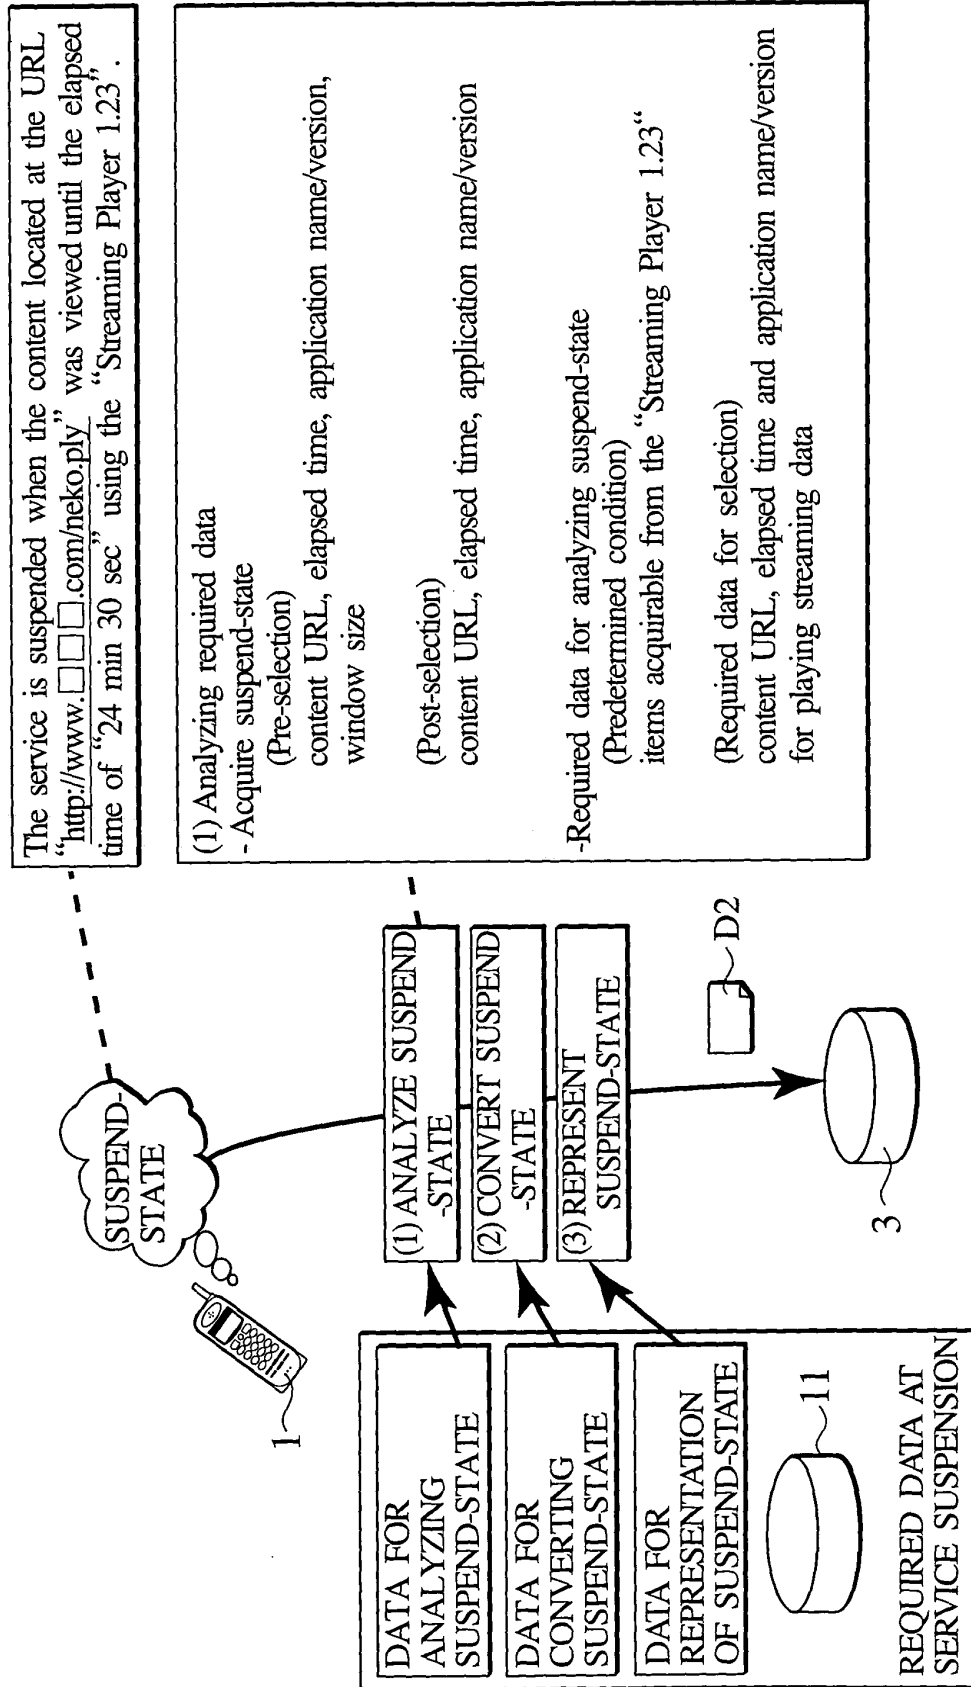 The service is suspended when the content located at the URL
“http://www.□□□.com/neko.ply” was viewed until the elapsed
time of “24 min 30 sec” using the “Streaming Player 1.23”.
(1) Analyzing required data
- Acquire suspend-state
(Pre-selection)
content URL, elapsed time, application name/version,
window size
(Post-selection)
content URL, elapsed time, application name/version
-Required data for analyzing suspend-state
(Predetermined condition)
items acquirable from the “Streaming Player 1.23“
(Required data for selection)
content URL, elapsed time and application name/version
for playing streaming data
SUSPEND-
STATE
1
(1) ANALYZE SUSPEND
-STATE
(2) CONVERT SUSPEND
-STATE
(3) REPRESENT
SUSPEND-STATE
D2
3
DATA FOR
ANALYZING
SUSPEND-STATE
DATA FOR
CONVERTING
SUSPEND-STATE
DATA FOR
REPRESENTATION
OF SUSPEND-STATE
11
REQUIRED DATA AT
SERVICE SUSPENSION